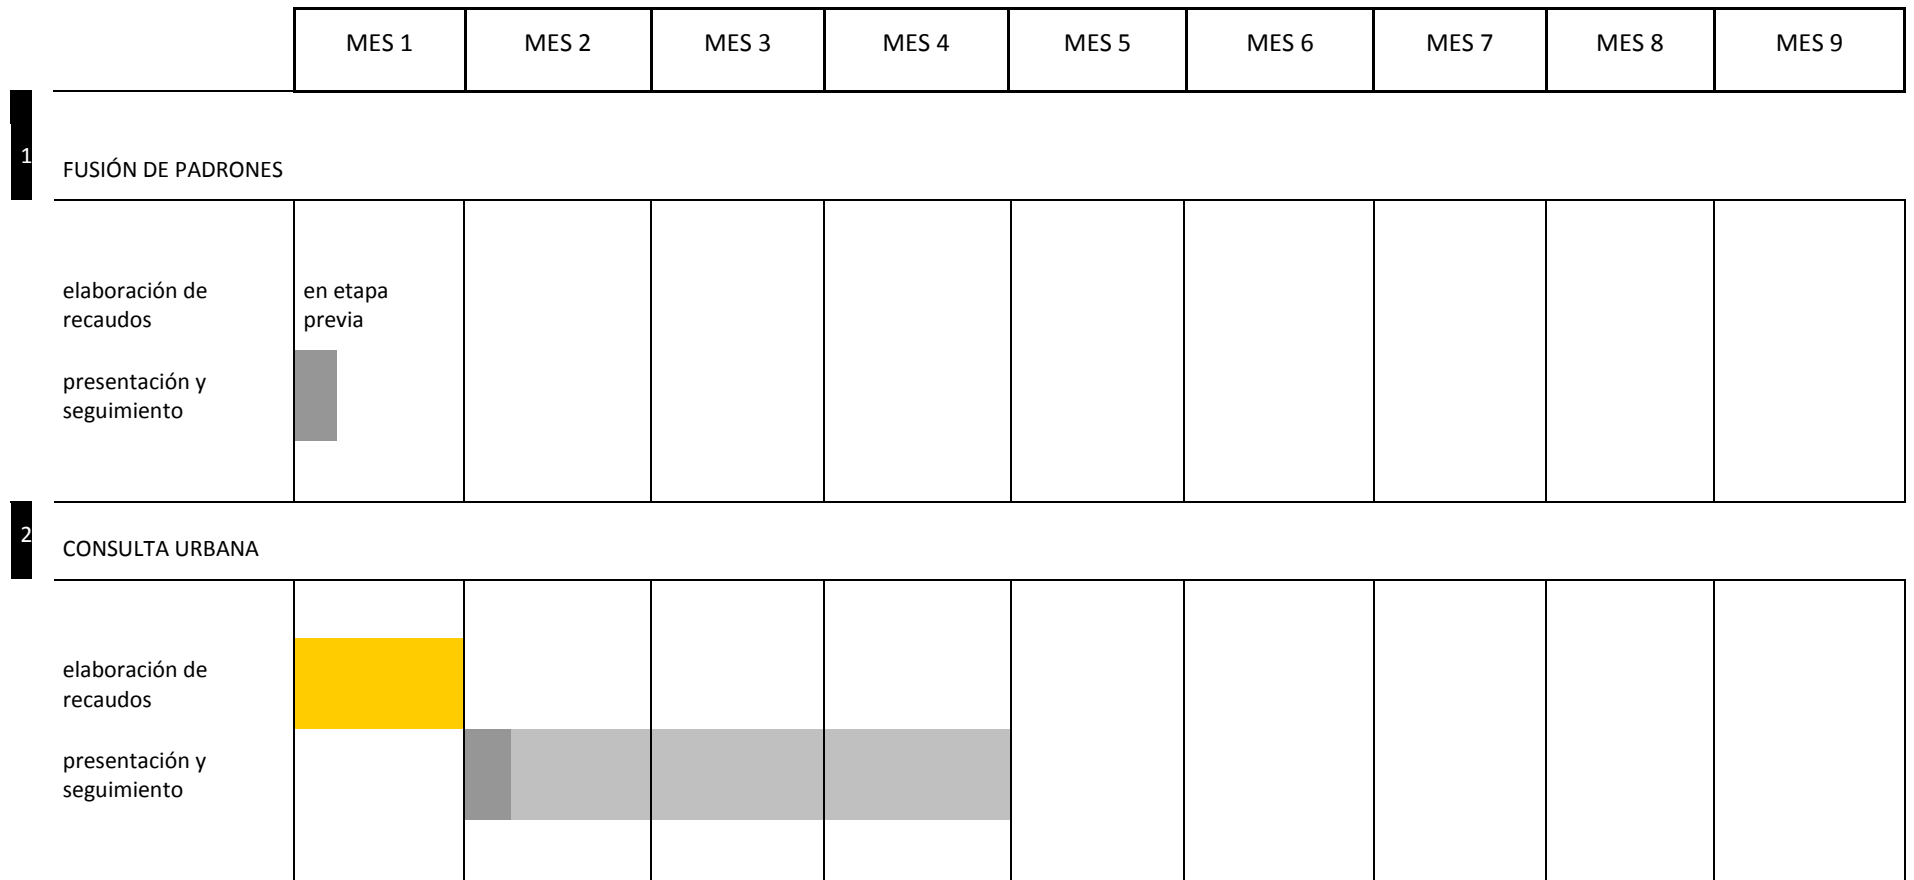 MES 1 MES 2 MES 3 MES 4 MES 5 MES 6 MES 7 MES 8 MES 9
1
FUSIÓN DE PADRONES
elaboración de
recaudos
en etapa
previa
presentación y
seguimiento
2
CONSULTA URBANA
elaboración de
recaudos
presentación y
seguimiento